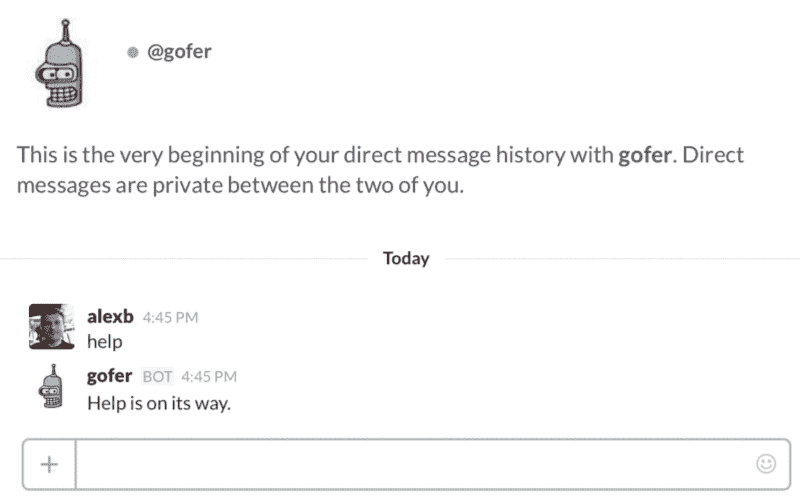 @gofer
This is the very beginning of your direct message history with gofer. Direct
messages are private between the two of you.
Today
alexb 4:45 PM
help
gofer BOT 4:45 PM
Help is on its way.